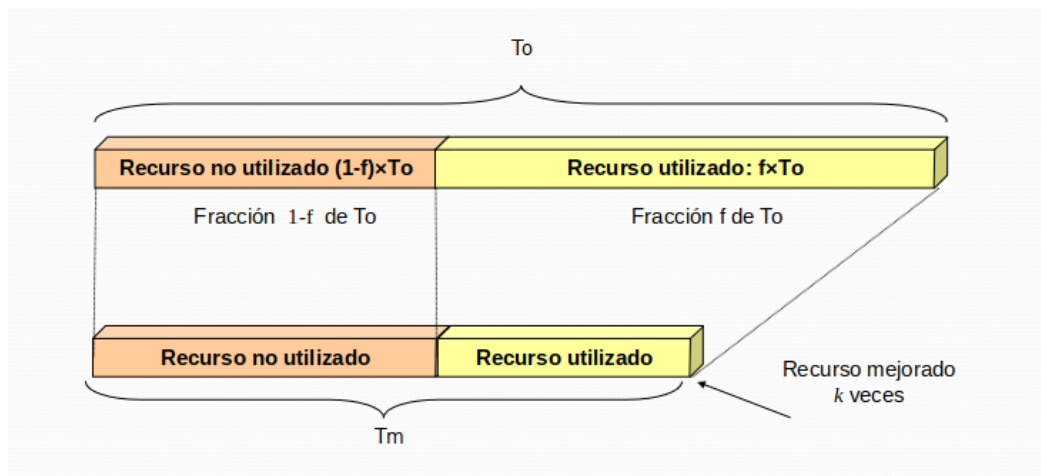 To
Recurso no utilizado (1-f)×To
Recurso utilizado: f×To
Fracción 1-f de To
Fracción f de To
Recurso no utilizado
Recurso utilizado
Recurso mejorado
k veces
Tm